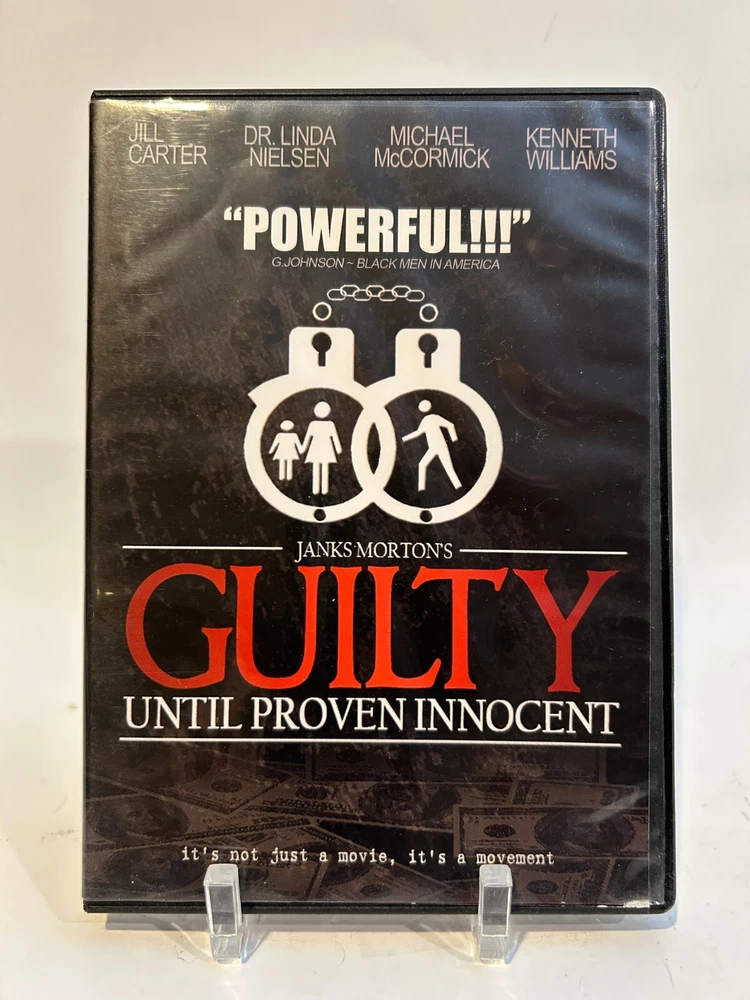 JILL CARTER
DR. LINDA NIELSEN
MICHAEL McCORMICK
KENNETH WILLIAMS
“POWERFUL!!!”
G.JOHNSON ~ BLACK MEN IN AMERICA
JANKS MORTON'S
GUILTY
UNTIL PROVEN INNOCENT
it's not just a movie, it's a movement